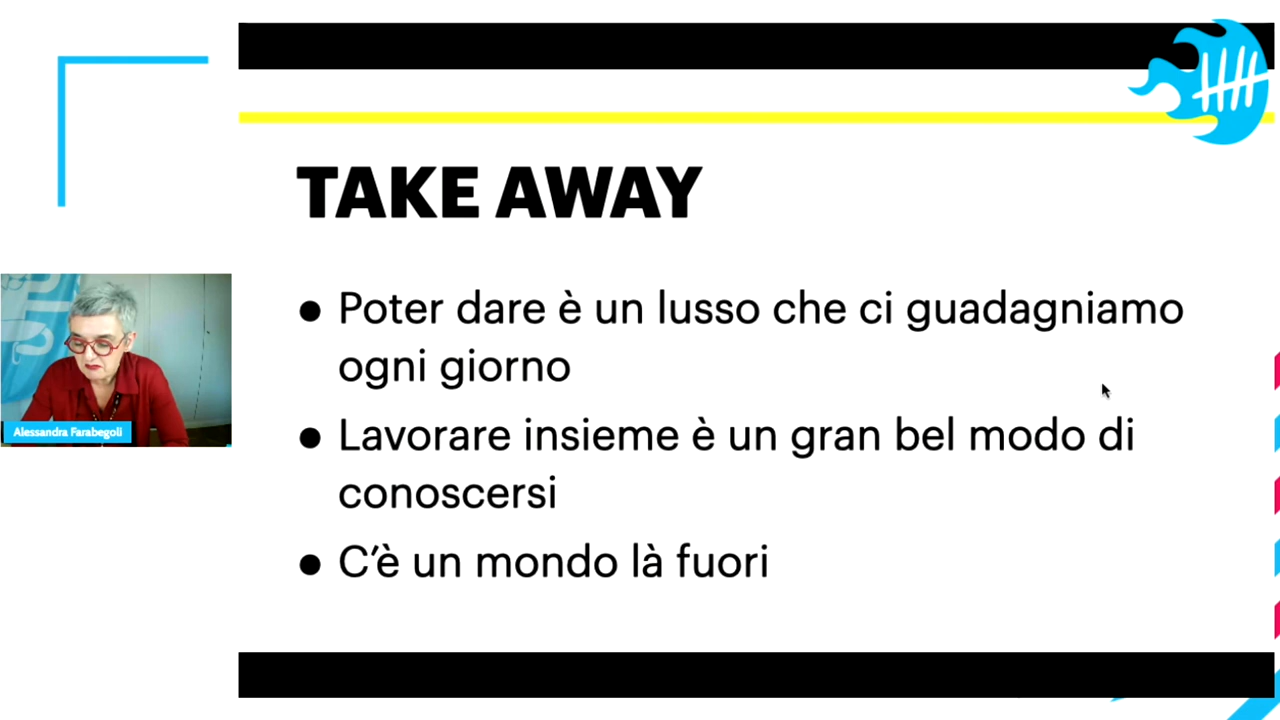 TAKE AWAY
● Poter dare è un lusso che ci guadagniamo
ogni giorno
● Lavorare insieme è un gran bel modo di
conoscersi
● C’è un mondo là fuori
Alessandra Farabegoli